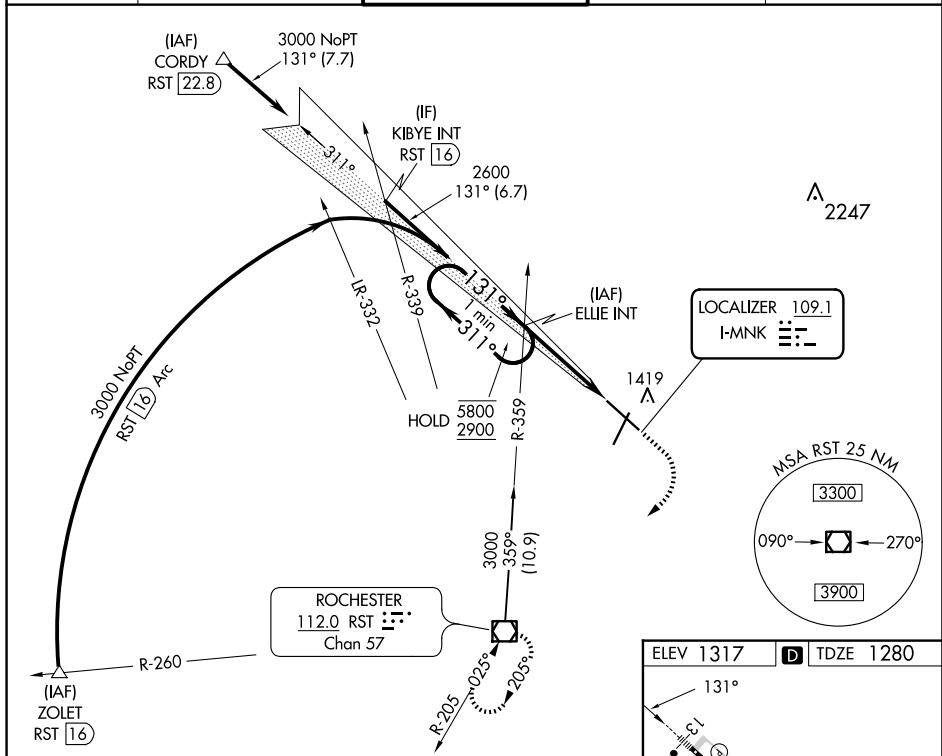 (IAF)
CORDY
RST 22.8
3000 NoPT
131° (7.7)
(IF)
KIBYE INT
RST 16
311°
2600
131° (6.7)
2247
LR-332
R-339
131°
1 min
311°
(IAF)
ELLIE INT
LOCALIZER 109.1
I-MNK
3000 NoPT
RST 16 Arc
HOLD 5800
2900
R-359
1419
MSA RST 25 NM
3300
090°
270°
3900
3000
359°
(10.9)
ROCHESTER
112.0 RST
Chan 57
R-260
(IAF)
ZOLET
RST 16
R-205
025°
205°
ELEV 1317
D
TDZE 1280
131°
13
P